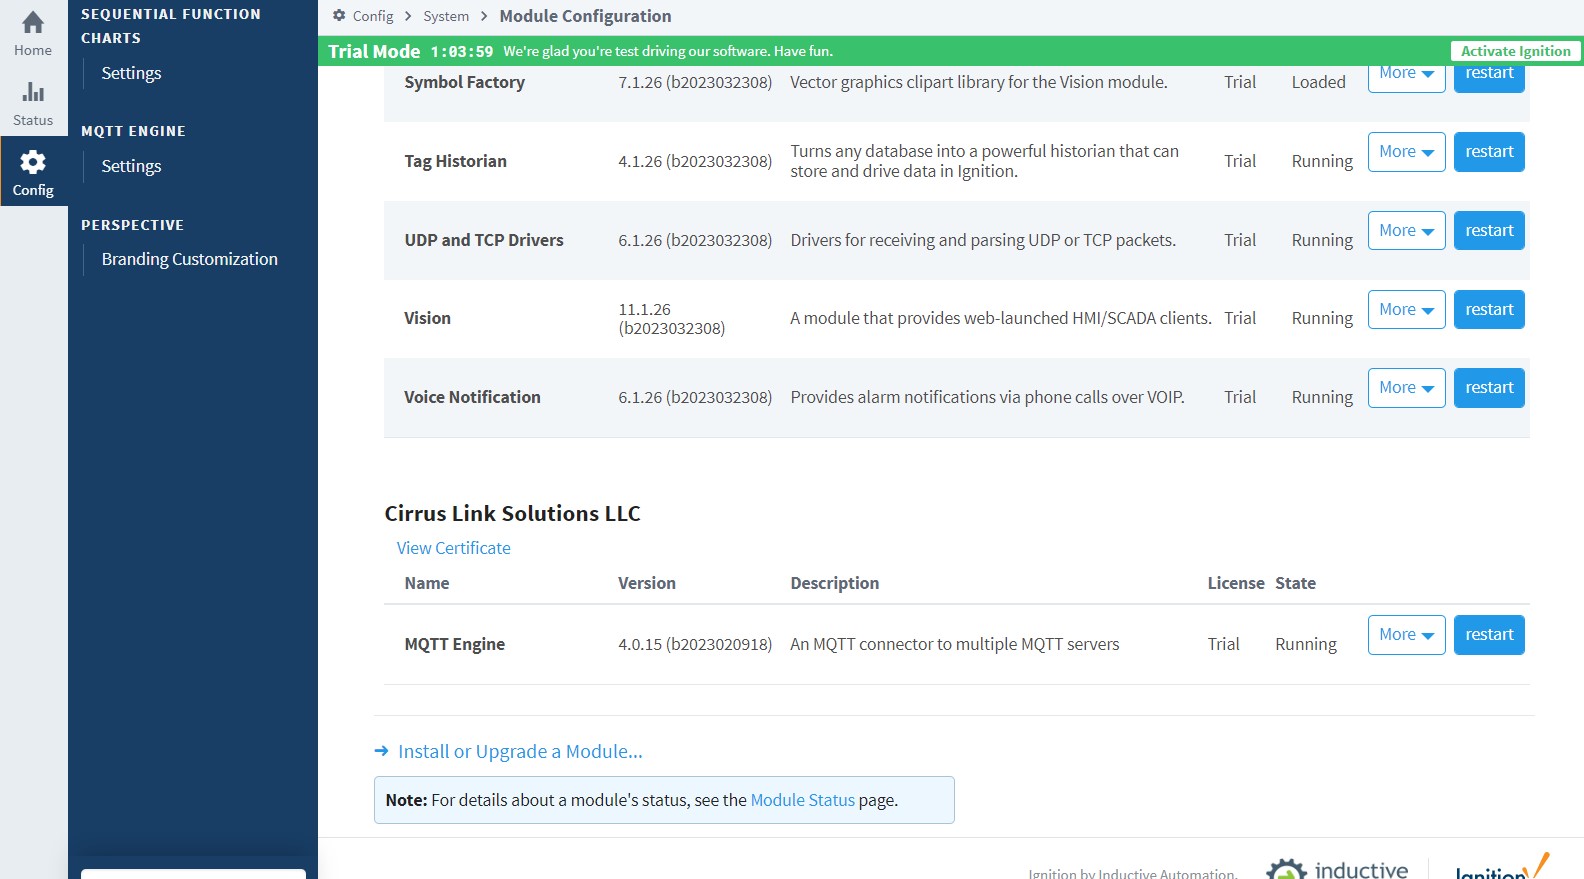 Home
Status
Config
SEQUENTIAL FUNCTION
CHARTS
Settings
MQTT ENGINE
Settings
PERSPECTIVE
Branding Customization
Config > System > Module Configuration
Trial Mode 1:03:59 We're glad you're test driving our software. Have fun. Activate Ignition
Symbol Factory 7.1.26 (b2023032308) Vector graphics clipart library for the Vision module. Trial Loaded More restart
Tag Historian 4.1.26 (b2023032308) Turns any database into a powerful historian that can
store and drive data in Ignition. Trial Running More restart
UDP and TCP Drivers 6.1.26 (b2023032308) Drivers for receiving and parsing UDP or TCP packets. Trial Running More restart
Vision 11.1.26
(b2023032308) A module that provides web-launched HMI/SCADA clients. Trial Running More restart
Voice Notification 6.1.26 (b2023032308) Provides alarm notifications via phone calls over VOIP. Trial Running More restart
Cirrus Link Solutions LLC
View Certificate
Name Version Description License State
MQTT Engine 4.0.15 (b2023020918) An MQTT connector to multiple MQTT servers Trial Running More restart
Install or Upgrade a Module...
Note: For details about a module's status, see the Module Status page.
Ignition by Inductive Automation. inductive Ignition